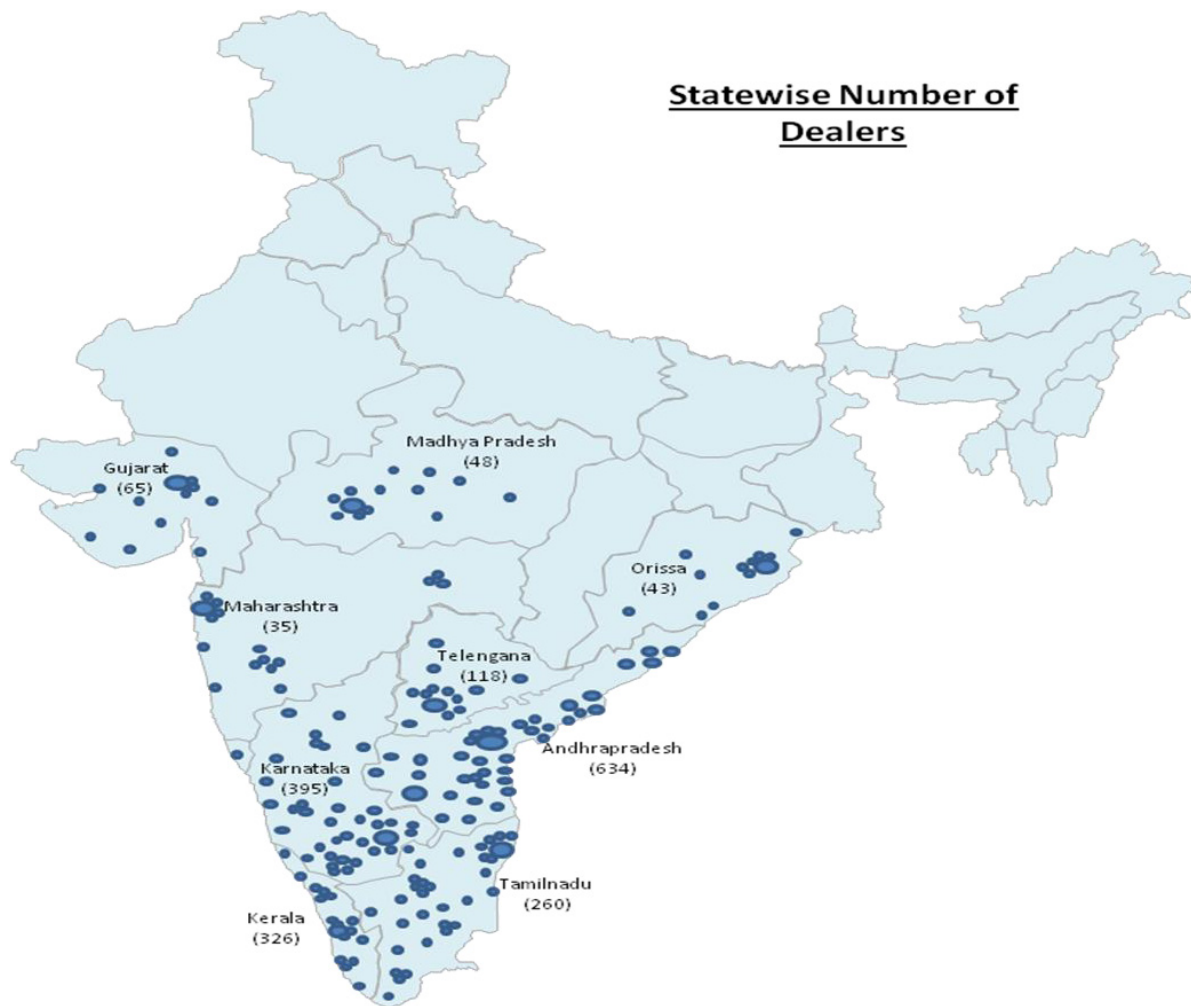 Statewise Number of
Dealers
Madhya Pradesh
(48)
Gujarat
(65)
Orissa
(43)
Maharashtra
(35)
Telengana
(118)
Andhrapradesh
(634)
Karnataka
(395)
Tamilnadu
(260)
Kerala
(326)